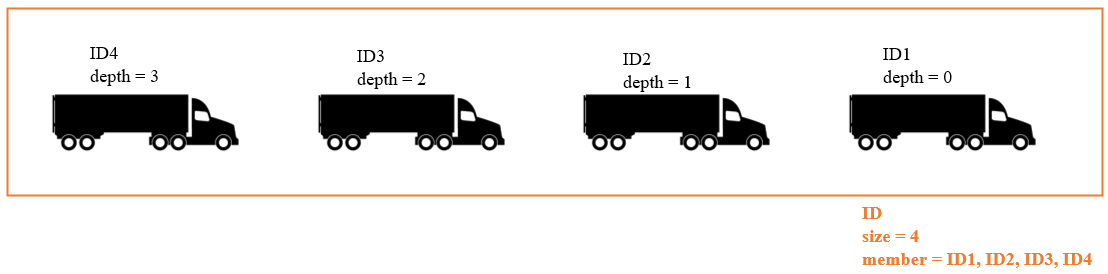 ID4
depth = 3
ID3
depth = 2
ID2
depth = 1
ID1
depth = 0
ID
size = 4
member = ID1, ID2, ID3, ID4